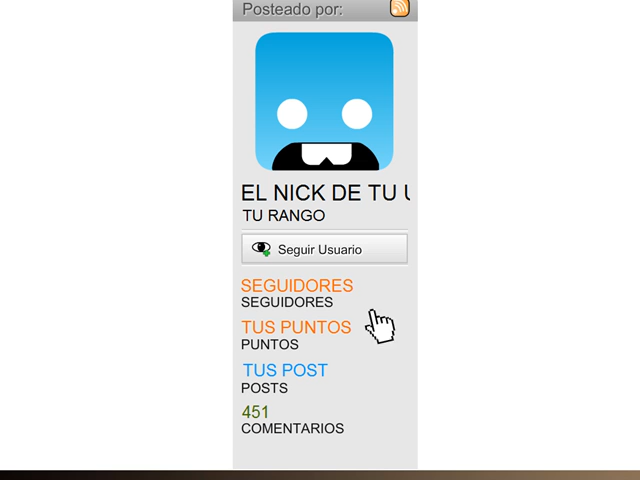 Posteado por:
EL NICK DE TU U
TU RANGO
Seguir Usuario
SEGUIDORES
SEGUIDORES
TUS PUNTOS
PUNTOS
TUS POST
POSTS
451
COMENTARIOS